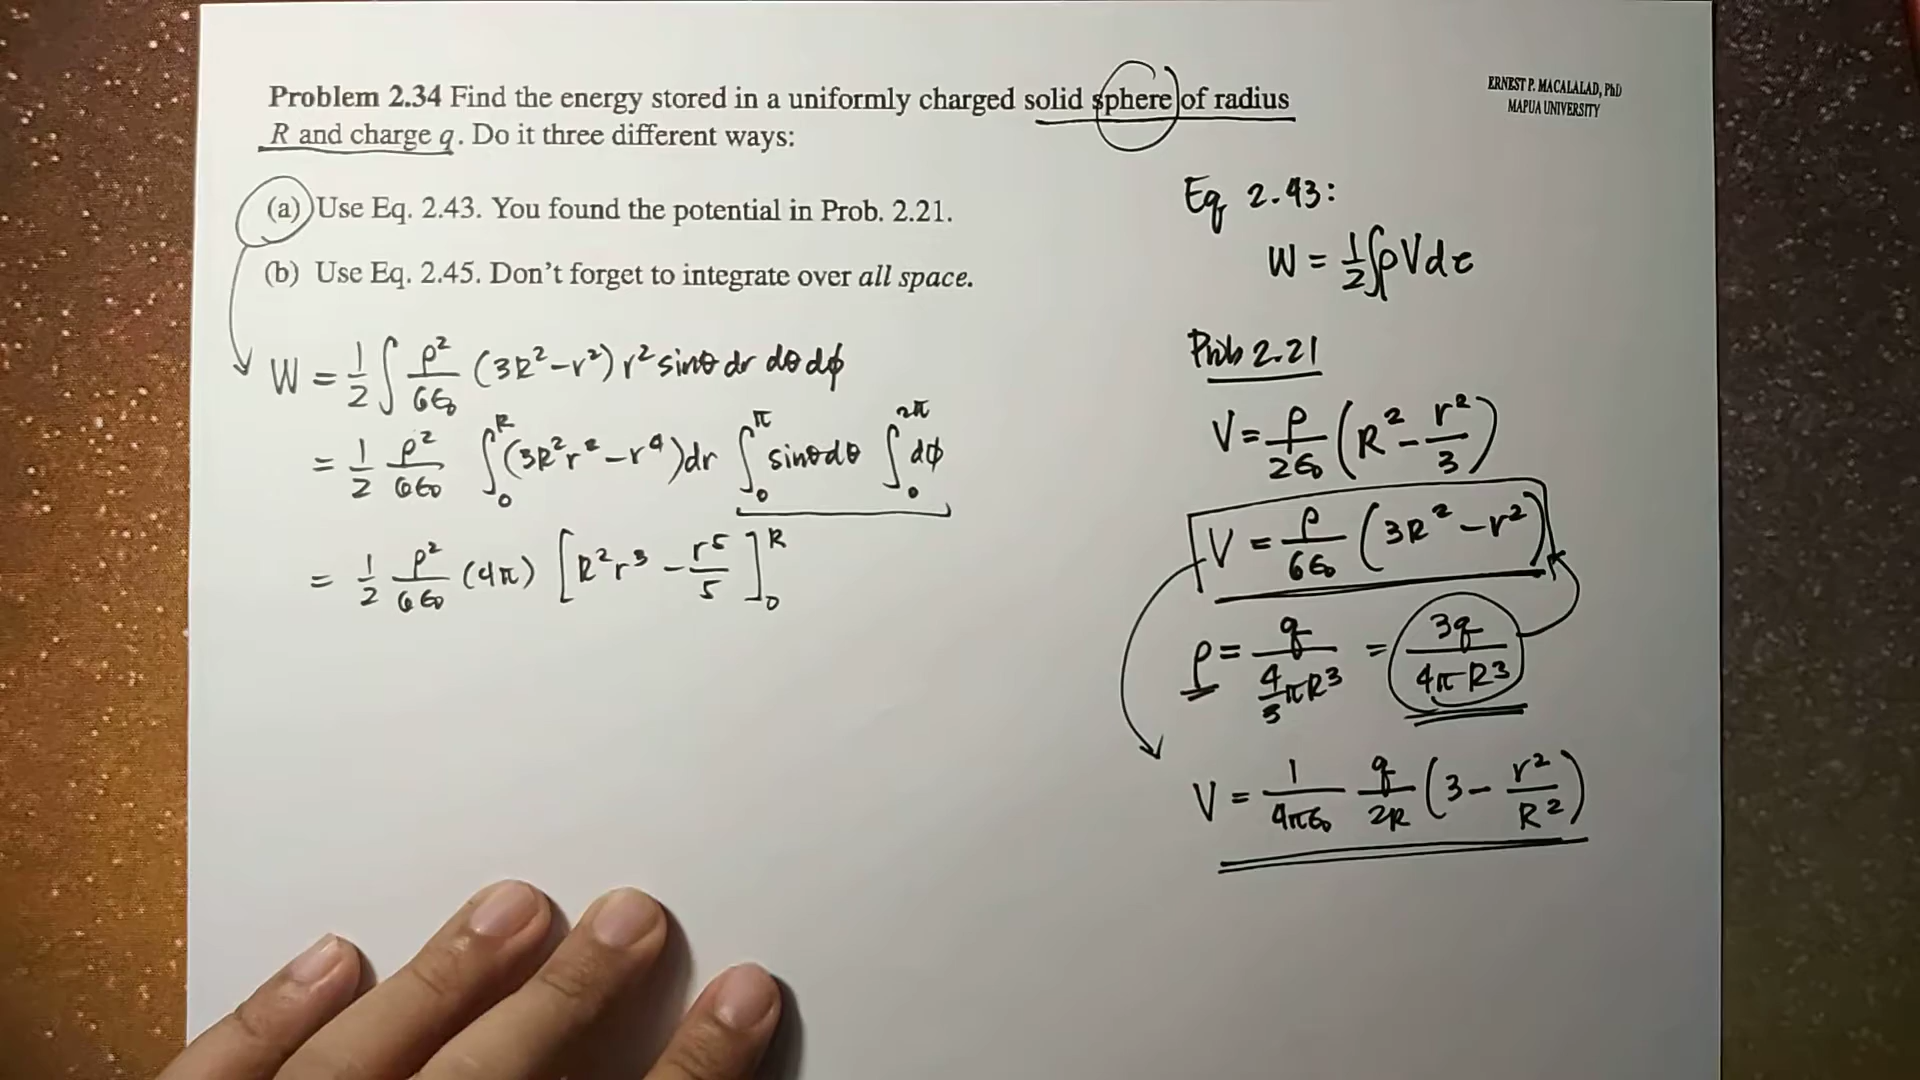 Problem 2.34 Find the energy stored in a uniformly charged solid sphere of radius
R and charge q. Do it three different ways:
(a) Use Eq. 2.43. You found the potential in Prob. 2.21.
(b) Use Eq. 2.45. Don't forget to integrate over all space.
W = 1/2 ∫ ρ²/6ε₀ (3R² − r²) r² sinθ dr dθ dϕ
= 1/2 ρ²/6ε₀ ∫₀ᴿ (3R²r² − r⁴) dr ∫₀^π sinθ dθ ∫₀^2π dϕ
= 1/2 ρ²/6ε₀ (4π) [R²r³ − r⁵/5]₀ᴿ
ERNEST P. MACALALAD, PhD
MAPUA UNIVERSITY
Eq 2.43:
W = 1/2 ∫ρVdτ
Prob 2.21
V = ρ/2ε₀ (R² − r²/3)
V = ρ/6ε₀ (3R² − r²)
ρ = q/(4/3 πR³) = 3q/4πR³
V = 1/4πε₀ q/2R (3 − r²/R²)